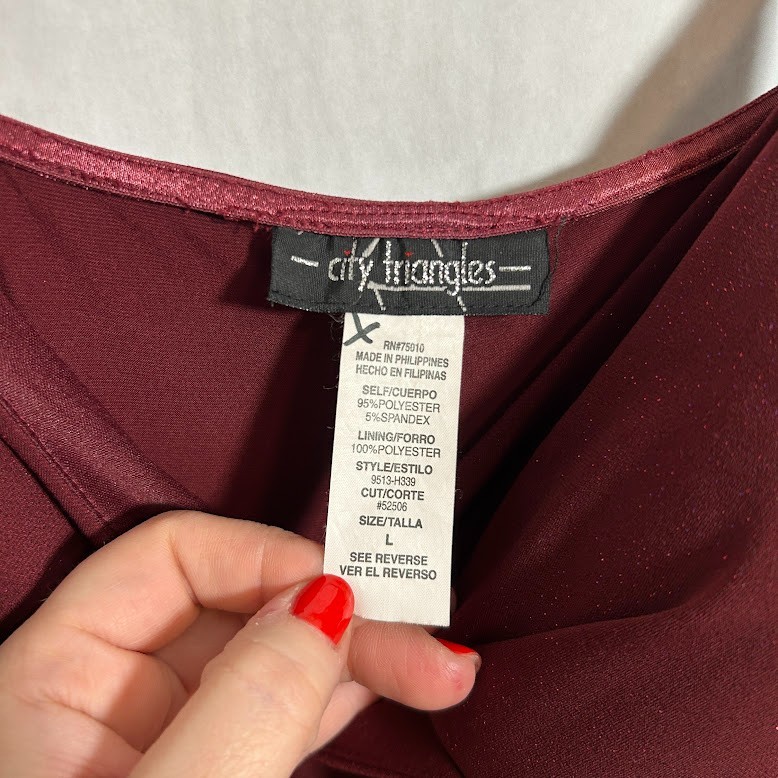 city triangles
X
RN#75010
MADE IN PHILIPPINES
HECHO EN FILIPINAS
SELF/CUERPO
95%POLYESTER
5%SPANDEX
LINING/FORRO
100%POLYESTER
STYLE/ESTILO
9513-H339
CUT/CORTE
#52506
SIZE/TALLA
L
SEE REVERSE
VER EL REVERSO